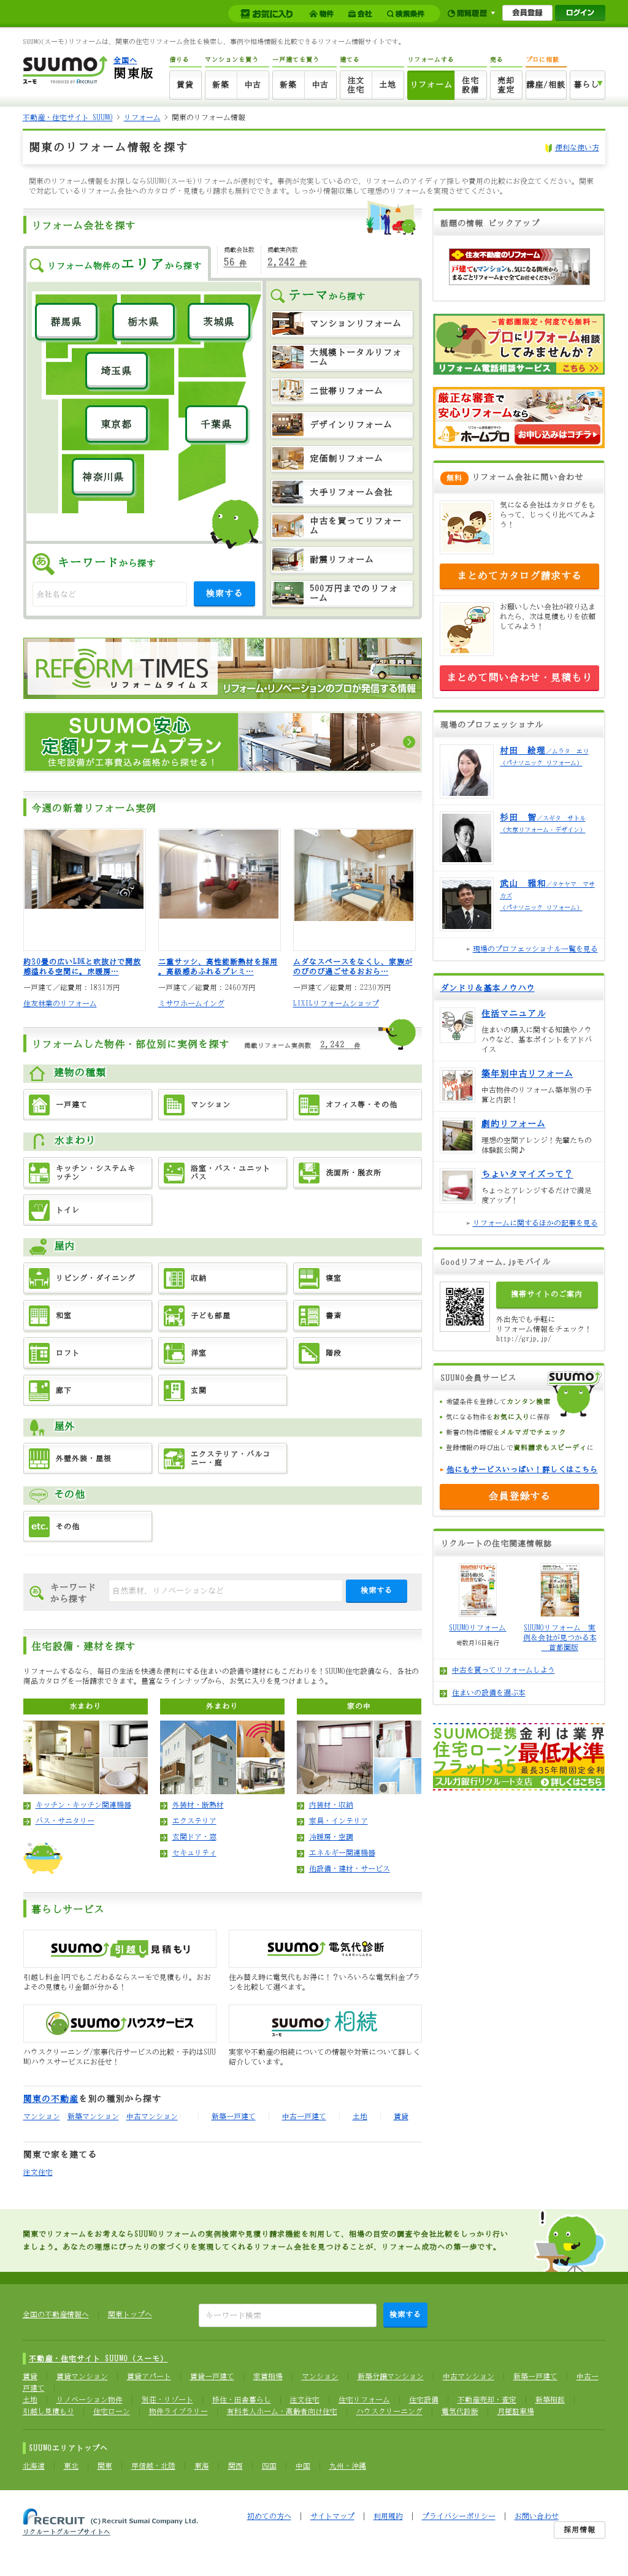 お気に入り 物件 会社 検索条件 閲覧履歴 会員登録 ログイン
SUUMO(スーモ)リフォームは、関東の住宅リフォーム会社を検索し、事例や相場情報を比較できるリフォーム情報サイトです。
SUUMO スーモ
全国へ
関東版
借りる マンションを買う 一戸建てを買う 建てる リフォームする 売る プロに相談
賃貸 新築 中古 新築 中古 注文住宅 土地 リフォーム 住宅設備 売却査定 講座/相談 暮らし
不動産・住宅サイト SUUMO > リフォーム > 関東のリフォーム情報
関東のリフォーム情報を探す
便利な使い方
関東のリフォーム情報をお探しならSUUMO(スーモ)リフォームが便利です。事例が充実しているので、リフォームのアイディア探しや費用の比較にお役立てください。関東
で対応しているリフォーム会社へのカタログ・見積もり請求も無料でできます。しっかり情報収集して理想のリフォームを実現させてください。
リフォーム会社を探す
リフォーム物件のエリアから探す
掲載会社数
56 件
掲載実例数
2,242 件
群馬県 栃木県 茨城県
埼玉県
東京都 千葉県
神奈川県
キーワードから探す
会社名など
検索する
テーマから探す
マンションリフォーム
大規模トータルリフォーム
二世帯リフォーム
デザインリフォーム
定価制リフォーム
大手リフォーム会社
中古を買ってリフォーム
耐震リフォーム
500万円までのリフォーム
REFORM TIMES
リフォームタイムズ
リフォーム・リノベーションのプロが発信する情報
SUUMO安心
定額リフォームプラン
住宅設備が工事費込み価格から探せる!
今週の新着リフォーム実例
約30畳の広いLDKと吹抜けで開放
感溢れる空間に。床暖房…
一戸建て/総費用：1831万円
住友林業のリフォーム
二重サッシ、高性能断熱材を採用
。高級感あふれるプレミ…
一戸建て/総費用：2460万円
ミサワホームイング
ムダなスペースをなくし、家族が
のびのび過ごせるおおら…
一戸建て/総費用：2230万円
LIXILリフォームショップ
リフォームした物件・部位別に実例を探す
掲載リフォーム実例数 2,242 件
建物の種類
一戸建て マンション オフィス等・その他
水まわり
キッチン・システムキッチン 浴室・バス・ユニットバス 洗面所・脱衣所
トイレ
屋内
リビング・ダイニング 収納 寝室
和室 子ども部屋 書斎
ロフト 洋室 階段
廊下 玄関
屋外
外壁外装・屋根 エクステリア・バルコニー・庭
その他
etc. その他
キーワードから探す
自然素材、リノベーションなど
検索する
住宅設備・建材を探す
リフォームするなら、毎日の生活を快適＆便利にする住まいの設備や建材にもこだわりを！SUUMO住宅設備なら、各社の
商品カタログを一括請求できます。豊富なラインナップから、お気に入りを見つけましょう。
水まわり 外まわり 家の中
キッチン・キッチン関連機器
バス・サニタリー
外装材・断熱材
エクステリア
玄関ドア・窓
セキュリティ
内装材・収納
家具・インテリア
冷暖房・空調
エネルギー関連機器
他設備・建材・サービス
暮らしサービス
SUUMO引越し見積もり
引越し料金1円でもこだわるならスーモで見積もり。おお
よその見積もり金額が分かる！
SUUMO電気代診断
住み替え時に電気代もお得に！？いろいろな電気料金プラ
ンを比較して選べます。
SUUMOハウスサービス
ハウスクリーニング/家事代行サービスの比較・予約はSUU
MOハウスサービスにお任せ！
SUUMO相続
実家や不動産の相続についての情報や対策について詳しく
紹介しています。
関東の不動産を別の種別から探す
マンション 新築マンション 中古マンション 新築一戸建て 中古一戸建て 土地 賃貸
関東で家を建てる
注文住宅
話題の情報 ピックアップ
住友不動産のリフォーム
戸建てもマンションも、気になる箇所から
まるごとリフォームまで全てお任せください!
－首都圏限定・何度でも無料－
プロにリフォーム相談
してみませんか？
リフォーム電話相談サービス こちら
厳正な審査で
安心リフォームなら
ホームプロ お申し込みはコチラ
無料 リフォーム会社に問い合わせ
気になる会社はカタログをも
らって、じっくり比べてみよ
う！
まとめてカタログ請求する
お願いしたい会社が絞り込ま
れたら、次は見積もりを依頼
してみよう！
まとめて問い合わせ・見積もり
現場のプロフェッショナル
村田 絵理/ムラタ エリ
(パナソニック リフォーム)
杉田 智/スギタ サトル
(大京リフォーム・デザイン)
武山 雅和/タケヤマ マサカズ
(パナソニック リフォーム)
現場のプロフェッショナル一覧を見る
ダンドリ＆基本ノウハウ
住活マニュアル
住まいの購入に関する知識やノウ
ハウなど、基本ポイントをアドバ
イス
築年別中古リフォーム
中古物件のリフォーム築年別の予
算と内訳！
劇的リフォーム
理想の空間アレンジ！先輩たちの
体験談公開♪
ちょいタマイズって？
ちょっとアレンジするだけで満足
度アップ！
リフォームに関するほかの記事を見る
Goodリフォーム.jpモバイル
携帯サイトのご案内
外出先でも手軽に
リフォーム情報をチェック！
http://grjp.jp/
SUUMO会員サービス
希望条件を登録してカンタン検索
気になる物件をお気に入りに保存
新着の物件情報をメルマガでチェック
登録情報の呼び出しで資料請求もスピーディに
他にもサービスいっぱい！詳しくはこちら
会員登録する
リクルートの住宅関連情報誌
SUUMOリフォーム
奇数月16日発行
SUUMOリフォーム 実
例＆会社が見つかる本
首都圏版
中古を買ってリフォームしよう
住まいの設備を選ぶ本
SUUMO提携 金利は業界
住宅ローン 最低水準
フラット35 最長35年間固定金利
スルガ銀行リクルート支店 詳しくはこちら
関東でリフォームをお考えならSUUMOリフォームの実例検索や見積り請求機能を利用して、相場の目安の調査や会社比較をしっかり行い
ましょう。あなたの理想にぴったりの家づくりを実現してくれるリフォーム会社を見つけることが、リフォーム成功への第一歩です。
全国の不動産情報へ 関東トップへ
キーワード検索
検索する
不動産・住宅サイト SUUMO（スーモ）
賃貸 賃貸マンション 賃貸アパート 賃貸一戸建て 家賃相場 マンション 新築分譲マンション 中古マンション 新築一戸建て 中古一
戸建て
土地 リノベーション物件 別荘・リゾート 移住・田舎暮らし 注文住宅 住宅リフォーム 住宅設備 不動産売却・査定 新築相談
引越し見積もり 住宅ローン 物件ライブラリー 有料老人ホーム・高齢者向け住宅 ハウスクリーニング 電気代診断 月極駐車場
SUUMOエリアトップへ
北海道 東北 関東 甲信越・北陸 東海 関西 四国 中国 九州・沖縄
RECRUIT (C)Recruit Sumai Company Ltd.
リクルートグループサイトへ
初めての方へ | サイトマップ | 利用規約 | プライバシーポリシー | お問い合わせ
採用情報